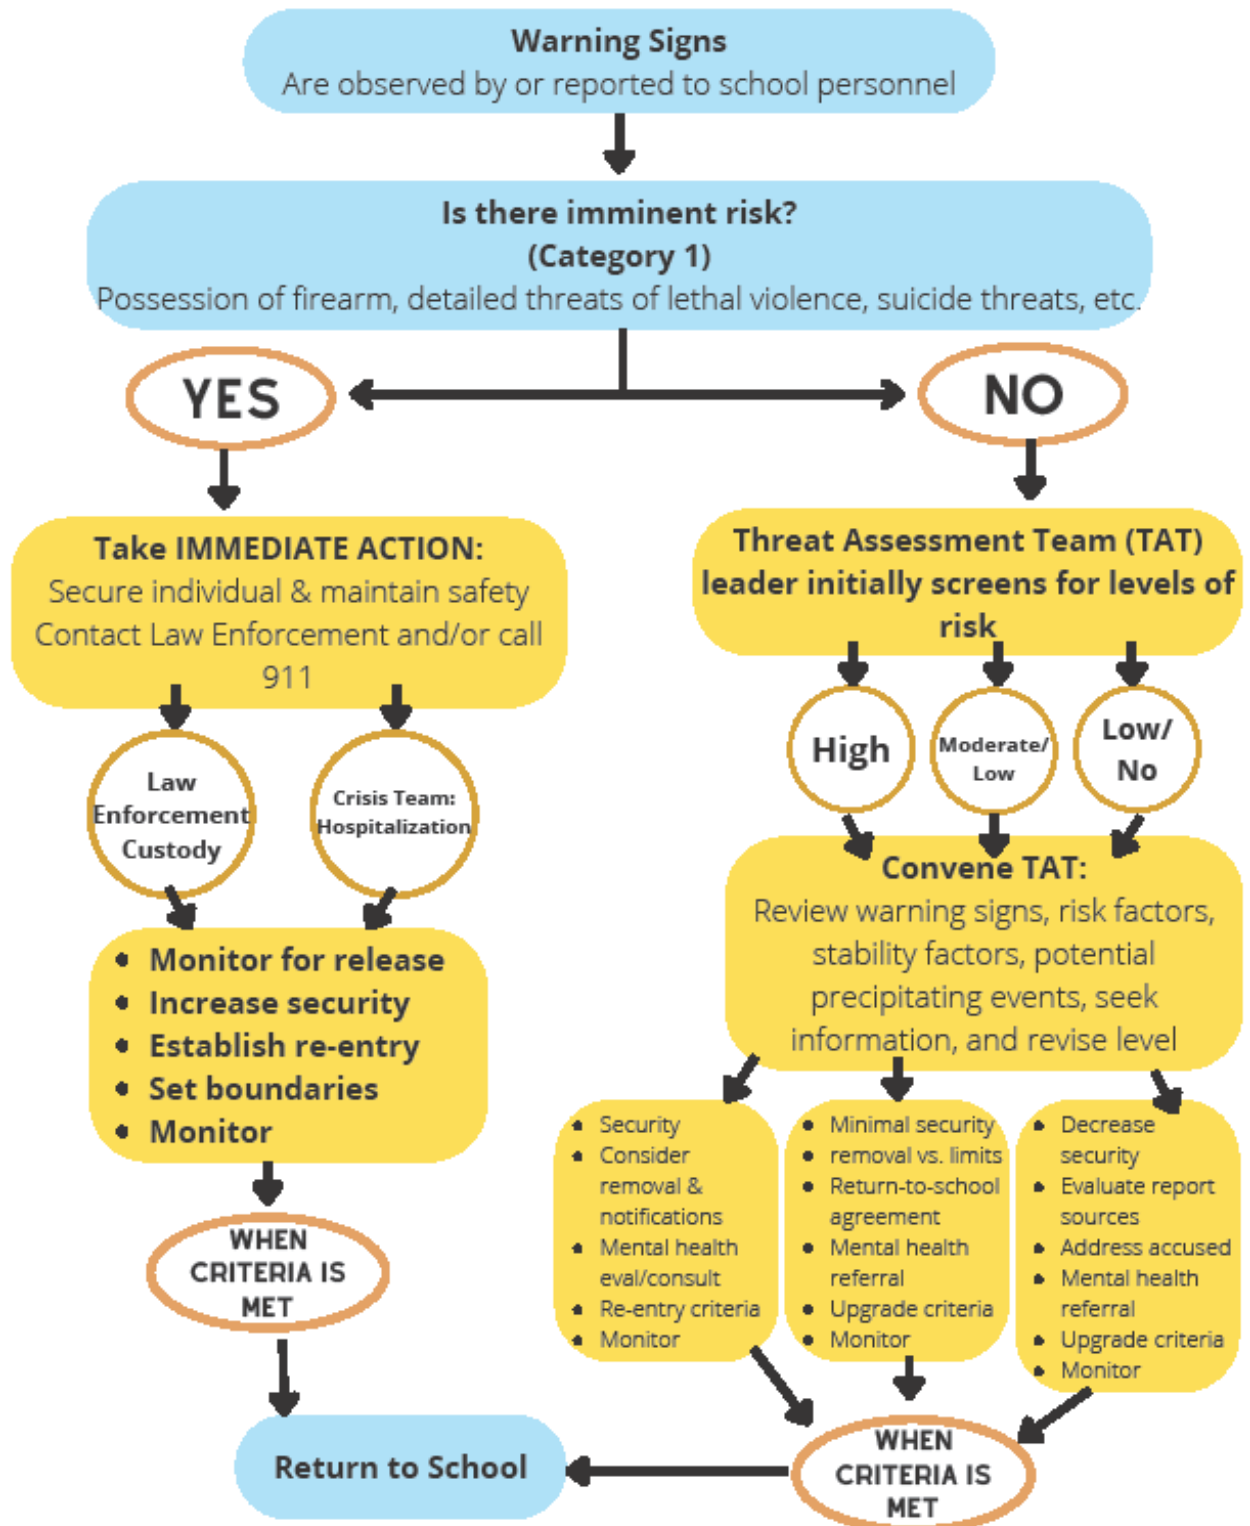 Warning Signs
Are observed by or reported to school personnel
Is there imminent risk?
(Category 1)
Possession of firearm, detailed threats of lethal violence, suicide threats, etc.
YES
NO
Take IMMEDIATE ACTION:
Secure individual & maintain safety
Contact Law Enforcement and/or call
911
Threat Assessment Team (TAT)
leader initially screens for levels of
risk
Law
Enforcement
Custody
Crisis Team:
Hospitalization
High
Moderate/
Low
Low/
No
• Monitor for release
• Increase security
• Establish re-entry
• Set boundaries
• Monitor
Convene TAT:
Review warning signs, risk factors,
stability factors, potential
precipitating events, seek
information, and revise level
• Security
• Consider
removal &
notifications
• Mental health
eval/consult
• Re-entry criteria
• Monitor
• Minimal security
• removal vs. limits
• Return-to-school
agreement
• Mental health
referral
• Upgrade criteria
• Monitor
• Decrease
security
• Evaluate report
sources
• Address accused
• Mental health
referral
• Upgrade criteria
• Monitor
WHEN
CRITERIA IS
MET
WHEN
CRITERIA IS
MET
Return to School